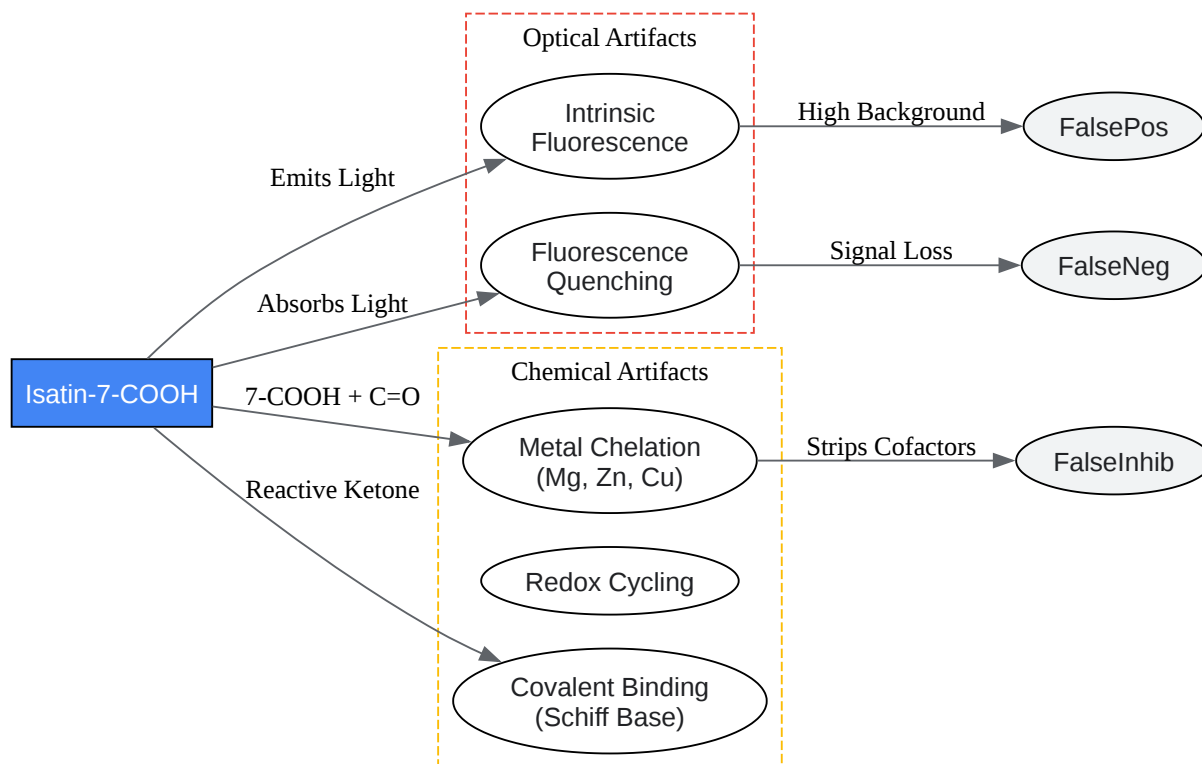 Optical Artifacts
Intrinsic
Fluorescence
High Background
FalsePos
Emits Light
Fluorescence
Quenching
Signal Loss
FalseNeg
Absorbs Light
Isatin-7-COOH
Chemical Artifacts
7-COOH + C=O
Metal Chelation
(Mg, Zn, Cu)
Strips Cofactors
FalseInhib
Reactive Ketone
Redox Cycling
Covalent Binding
(Schiff Base)